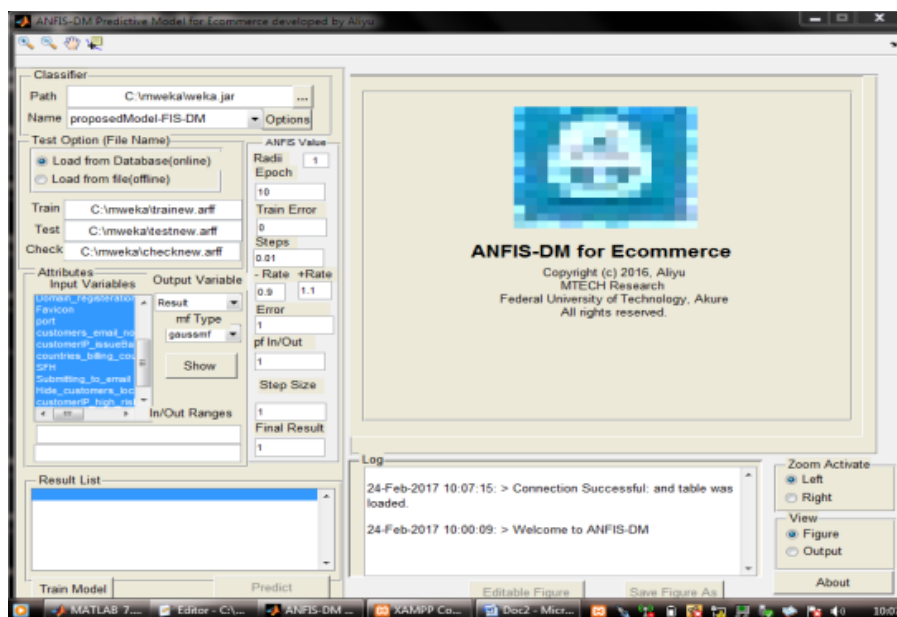 ANFIS-DM Predictive Model for Ecommerce developed by Aliyu
Classifier
Path C:\mweka\weka.jar ...
Name proposedModel-FIS-DM Options
Test Option (File Name)
Load from Database(online)
Load from file(offline)
Train C:\mweka\trainew.arff
Test C:\mweka\testnew.arff
Check C:\mweka\checknew.arff
Attributes
Input Variables
Domain_registeration
Favicon
port
customers_email_no
customerIP_issueBa
countries_billing_cou
SFH
Submitting_to_email
Hide_customers_loc
customerIP_high_risl
Output Variable
Result
mf Type
gaussmf
Show
In/Out Ranges
ANFIS Value
Radii 1
Epoch
10
Train Error
0
Steps
0.01
- Rate +Rate
0.9 1.1
Error
1
pf In/Out
1
Step Size
1
Final Result
1
Result List
Train Model Predict
ANFIS-DM for Ecommerce
Copyright (c) 2016, Aliyu
MTECH Research
Federal University of Technology, Akure
All rights reserved.
Log
24-Feb-2017 10:07:15: > Connection Successful: and table was
loaded.
24-Feb-2017 10:00:09: > Welcome to ANFIS-DM
Editable Figure Save Figure As
Zoom Activate
Left
Right
View
Figure
Output
About
MATLAB 7.... Editor - C:\... ANFIS-DM ... XAMPP Co... Doc2 - Micr... 10:0